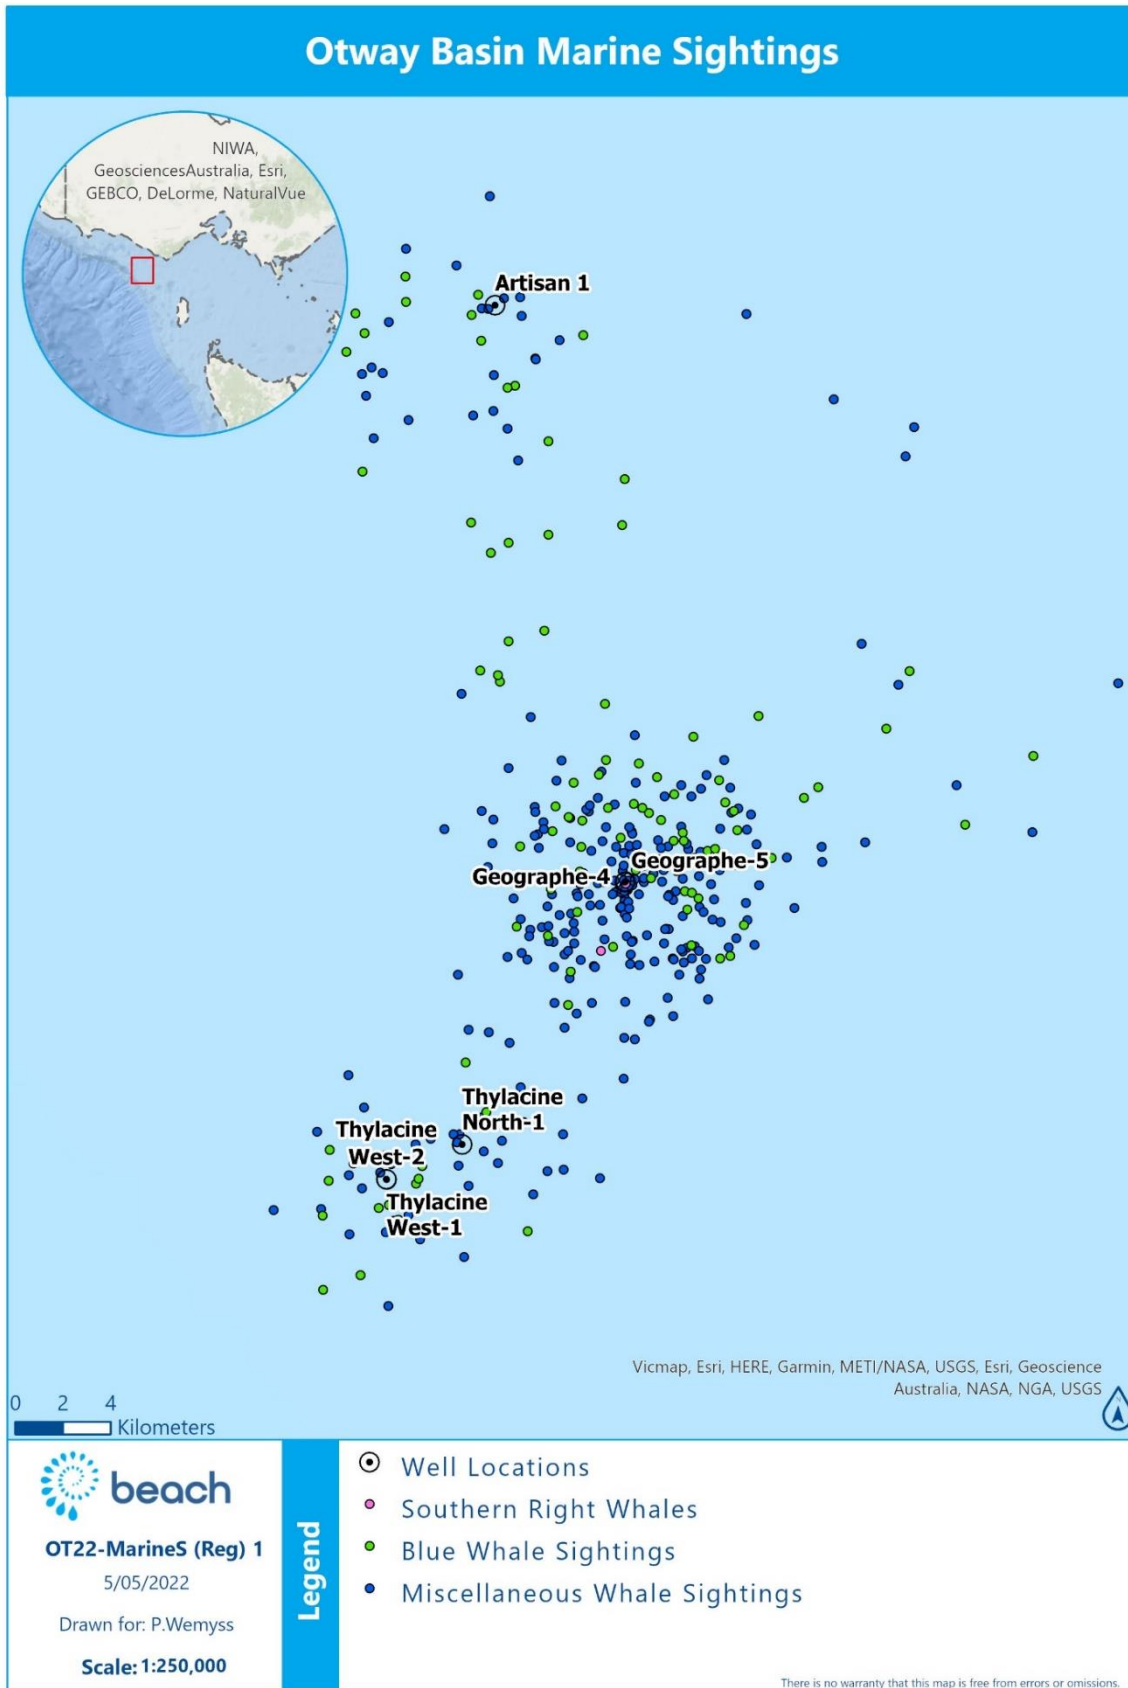 Otway Basin Marine Sightings
NIWA,
GeosciencesAustralia, Esri,
GEBCO, DeLorme, NaturalVue
Artisan 1
Geographe-5
Geographe-4
Thylacine
North-1
Thylacine
West-2
Thylacine
West-1
Vicmap, Esri, HERE, Garmin, METI/NASA, USGS, Esri, Geoscience
Australia, NASA, NGA, USGS
0 2 4
Kilometers
beach
OT22-MarineS (Reg) 1
5/05/2022
Drawn for: P.Wemyss
Scale: 1:250,000
Legend
Well Locations
Southern Right Whales
Blue Whale Sightings
Miscellaneous Whale Sightings
There is no warranty that this map is free from errors or omissions.